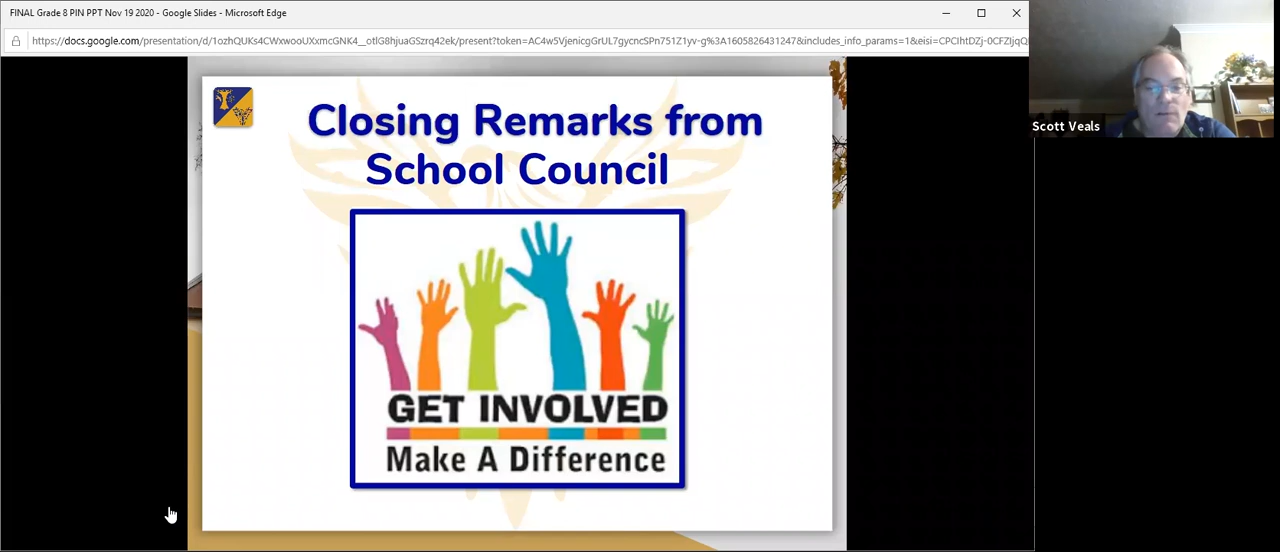 FINAL Grade 8 PIN PPT Nov 19 2020 - Google Slides - Microsoft Edge
Closing Remarks from
School Council
GET INVOLVED
Make A Difference
Scott Veals